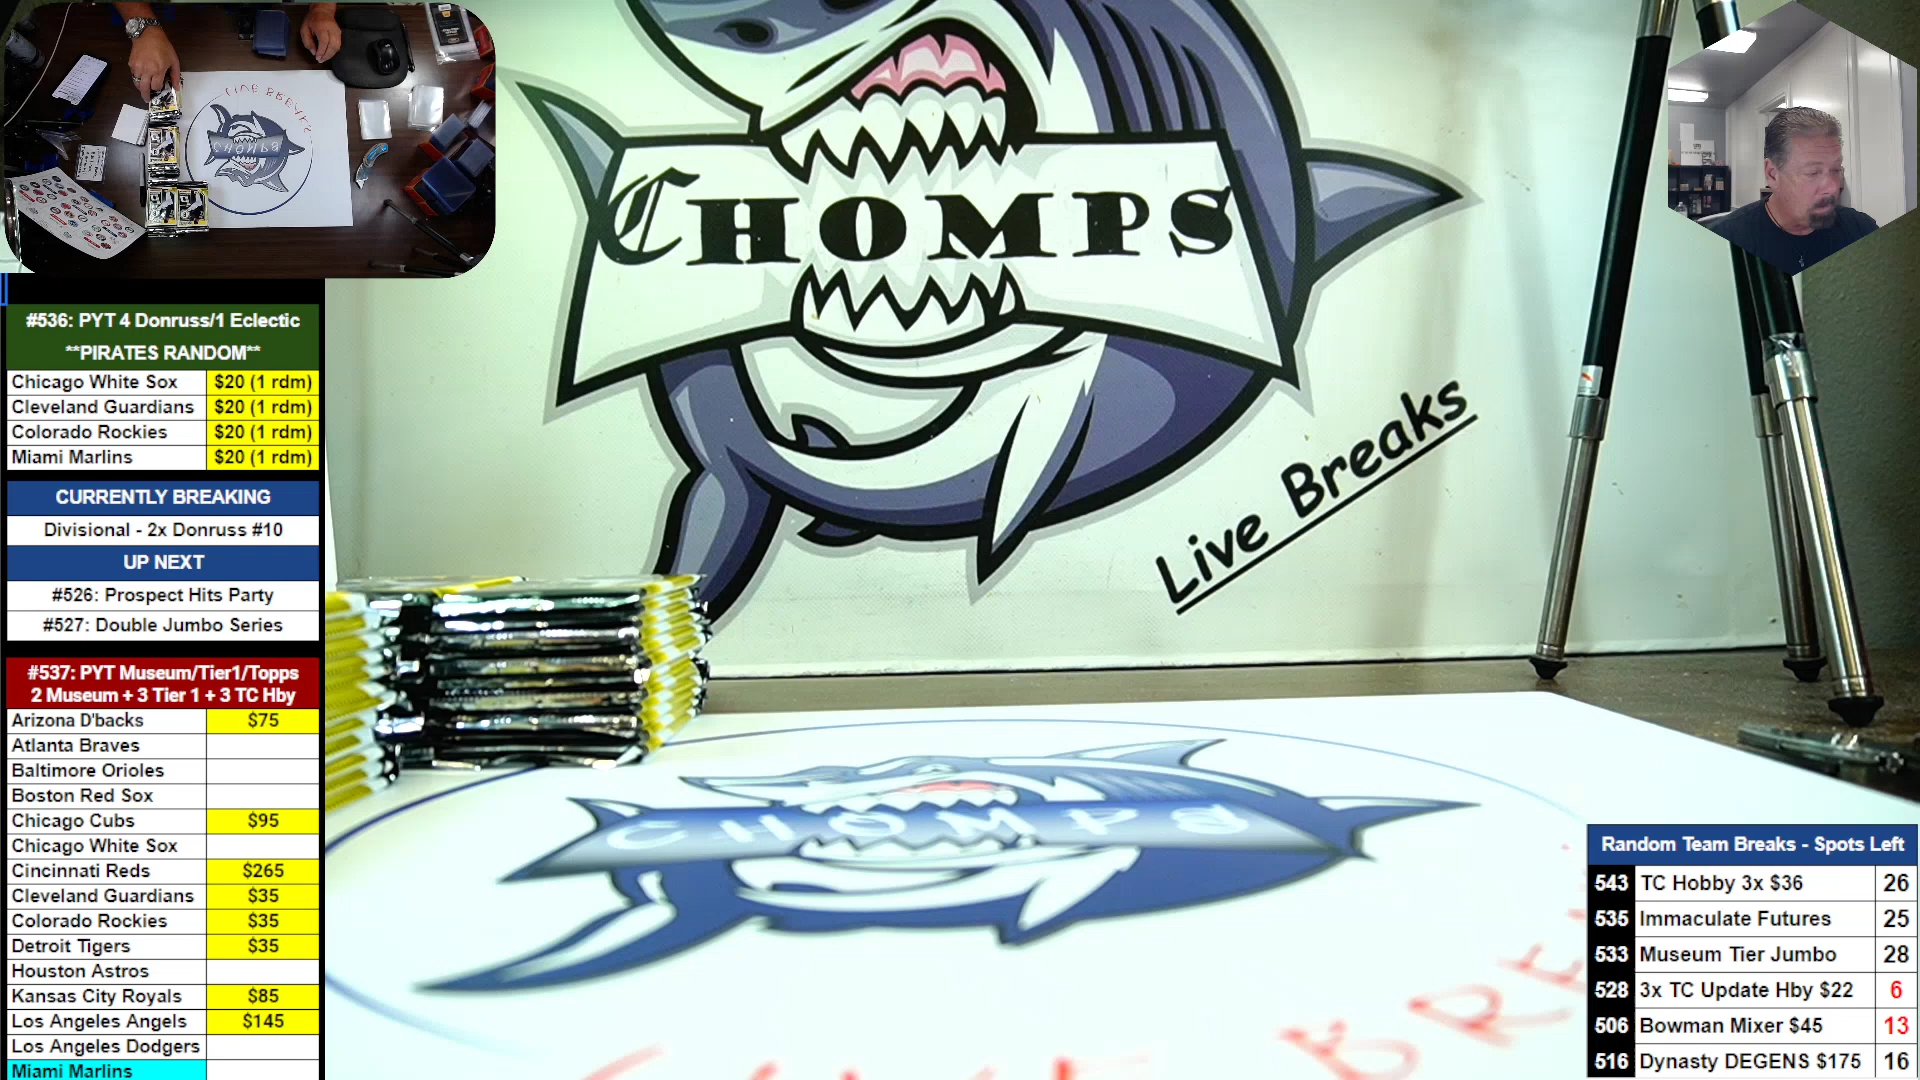 LIVE BREAKS
CHOMPS
CHOMPS
Live Breaks
CHOMPS
#536: PYT 4 Donruss/1 Eclectic
**PIRATES RANDOM**
Chicago White Sox $20 (1 rdm)
Cleveland Guardians $20 (1 rdm)
Colorado Rockies $20 (1 rdm)
Miami Marlins $20 (1 rdm)
CURRENTLY BREAKING
Divisional - 2x Donruss #10
UP NEXT
#526: Prospect Hits Party
#527: Double Jumbo Series
#537: PYT Museum/Tier1/Topps
2 Museum + 3 Tier 1 + 3 TC Hby
Arizona D'backs $75
Atlanta Braves
Baltimore Orioles
Boston Red Sox
Chicago Cubs $95
Chicago White Sox
Cincinnati Reds $265
Cleveland Guardians $35
Colorado Rockies $35
Detroit Tigers $35
Houston Astros
Kansas City Royals $85
Los Angeles Angels $145
Los Angeles Dodgers
Miami Marlins
Random Team Breaks - Spots Left
543 TC Hobby 3x $36 26
535 Immaculate Futures 25
533 Museum Tier Jumbo 28
528 3x TC Update Hby $22 6
506 Bowman Mixer $45 13
516 Dynasty DEGENS $175 16